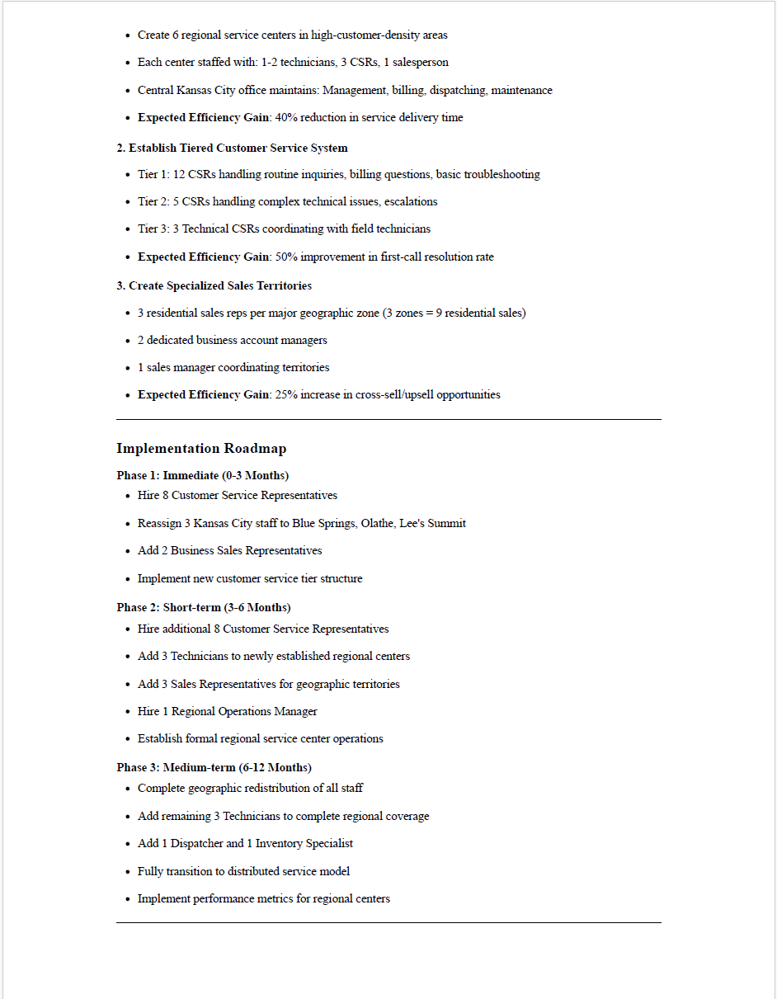 • Create 6 regional service centers in high-customer-density areas
• Each center staffed with: 1-2 technicians, 3 CSRs, 1 salesperson
• Central Kansas City office maintains: Management, billing, dispatching, maintenance
• Expected Efficiency Gain: 40% reduction in service delivery time
2. Establish Tiered Customer Service System
• Tier 1: 12 CSRs handling routine inquiries, billing questions, basic troubleshooting
• Tier 2: 5 CSRs handling complex technical issues, escalations
• Tier 3: 3 Technical CSRs coordinating with field technicians
• Expected Efficiency Gain: 50% improvement in first-call resolution rate
3. Create Specialized Sales Territories
• 3 residential sales reps per major geographic zone (3 zones = 9 residential sales)
• 2 dedicated business account managers
• 1 sales manager coordinating territories
• Expected Efficiency Gain: 25% increase in cross-sell/upsell opportunities
Implementation Roadmap
Phase 1: Immediate (0-3 Months)
• Hire 8 Customer Service Representatives
• Reassign 3 Kansas City staff to Blue Springs, Olathe, Lee's Summit
• Add 2 Business Sales Representatives
• Implement new customer service tier structure
Phase 2: Short-term (3-6 Months)
• Hire additional 8 Customer Service Representatives
• Add 3 Technicians to newly established regional centers
• Add 3 Sales Representatives for geographic territories
• Hire 1 Regional Operations Manager
• Establish formal regional service center operations
Phase 3: Medium-term (6-12 Months)
• Complete geographic redistribution of all staff
• Add remaining 3 Technicians to complete regional coverage
• Add 1 Dispatcher and 1 Inventory Specialist
• Fully transition to distributed service model
• Implement performance metrics for regional centers